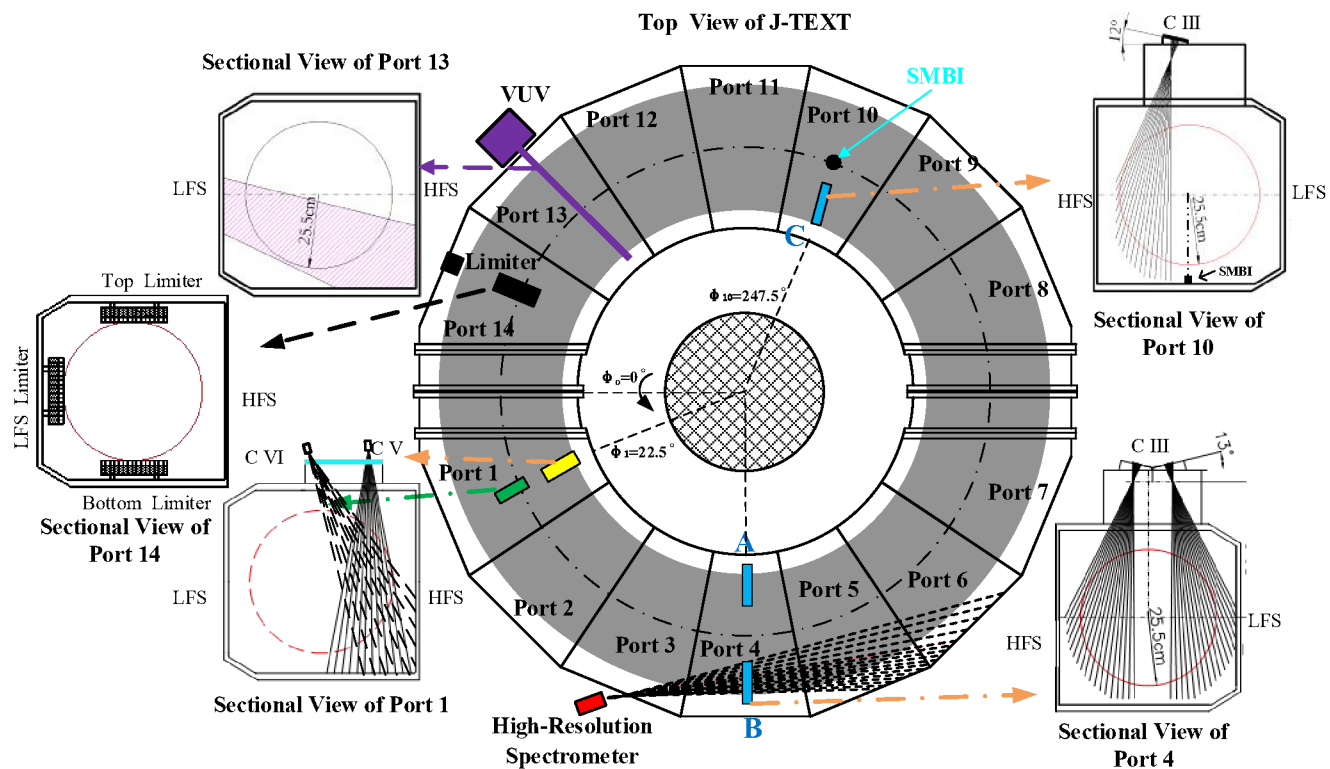 Top View of J-TEXT
Sectional View of Port 13
LFS
HFS
25.5cm
VUV
Port 11
Port 12
Port 10
SMBI
Port 9
Port 13
Limiter
Port 14
Port 8
C
Φ₁₀=247.5°
Φ₀=0°
Φ₁=22.5°
Port 1
Port 2
Port 3
Port 4
Port 5
Port 6
Port 7
A
B
High-Resolution
Spectrometer
12°
C III
HFS
LFS
25.5cm
SMBI
Sectional View of
Port 10
Top Limiter
LFS Limiter
HFS
Bottom Limiter
Sectional View of
Port 14
C VI
C V
LFS
HFS
Sectional View of Port 1
C III
13°
HFS
LFS
25.5cm
Sectional View of
Port 4